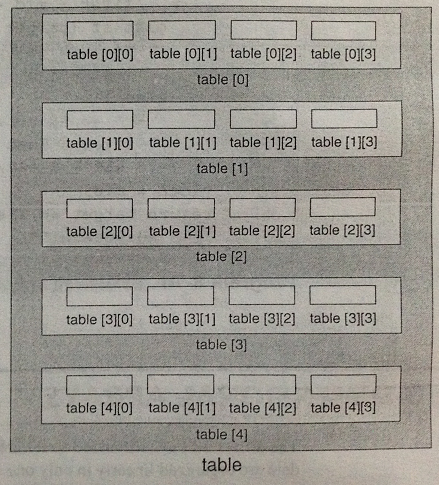 table [0][0] table [0][1] table [0][2] table [0][3]
table [0]
table [1][0] table [1][1] table [1][2] table [1][3]
table [1]
table [2][0] table [2][1] table [2][2] table [2][3]
table [2]
table [3][0] table [3][1] table [3][2] table [3][3]
table [3]
table [4][0] table [4][1] table [4][2] table [4][3]
table [4]
table